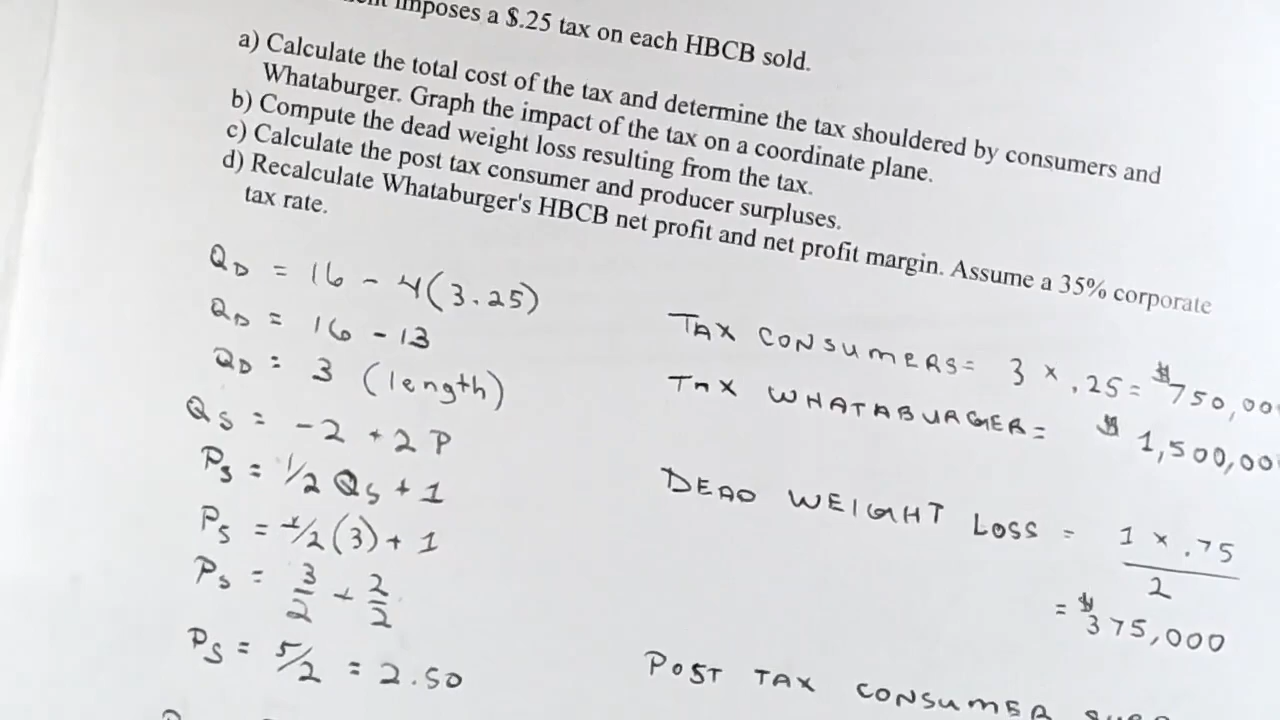 imposes a $.25 tax on each HBCB sold.
a) Calculate the total cost of the tax and determine the tax shouldered by consumers and
Whataburger. Graph the impact of the tax on a coordinate plane.
b) Compute the dead weight loss resulting from the tax.
c) Calculate the post tax consumer and producer surpluses.
d) Recalculate Whataburger's HBCB net profit and net profit margin. Assume a 35% corporate
tax rate.
QD = 16 - 4(3.25)
QD = 16 - 13
QD = 3 (length)
QS = -2 + 2P
PS = 1/2 QS + 1
PS = 1/2 (3) + 1
PS = 3/2 + 2/2
PS = 5/2 = 2.50
TAX CONSUMERS = 3 × .25 = $750,00
TAX WHATABURGER = $1,500,00
DEAD WEIGHT LOSS = 1 × .75
2
= $375,000
POST TAX CONSUMER